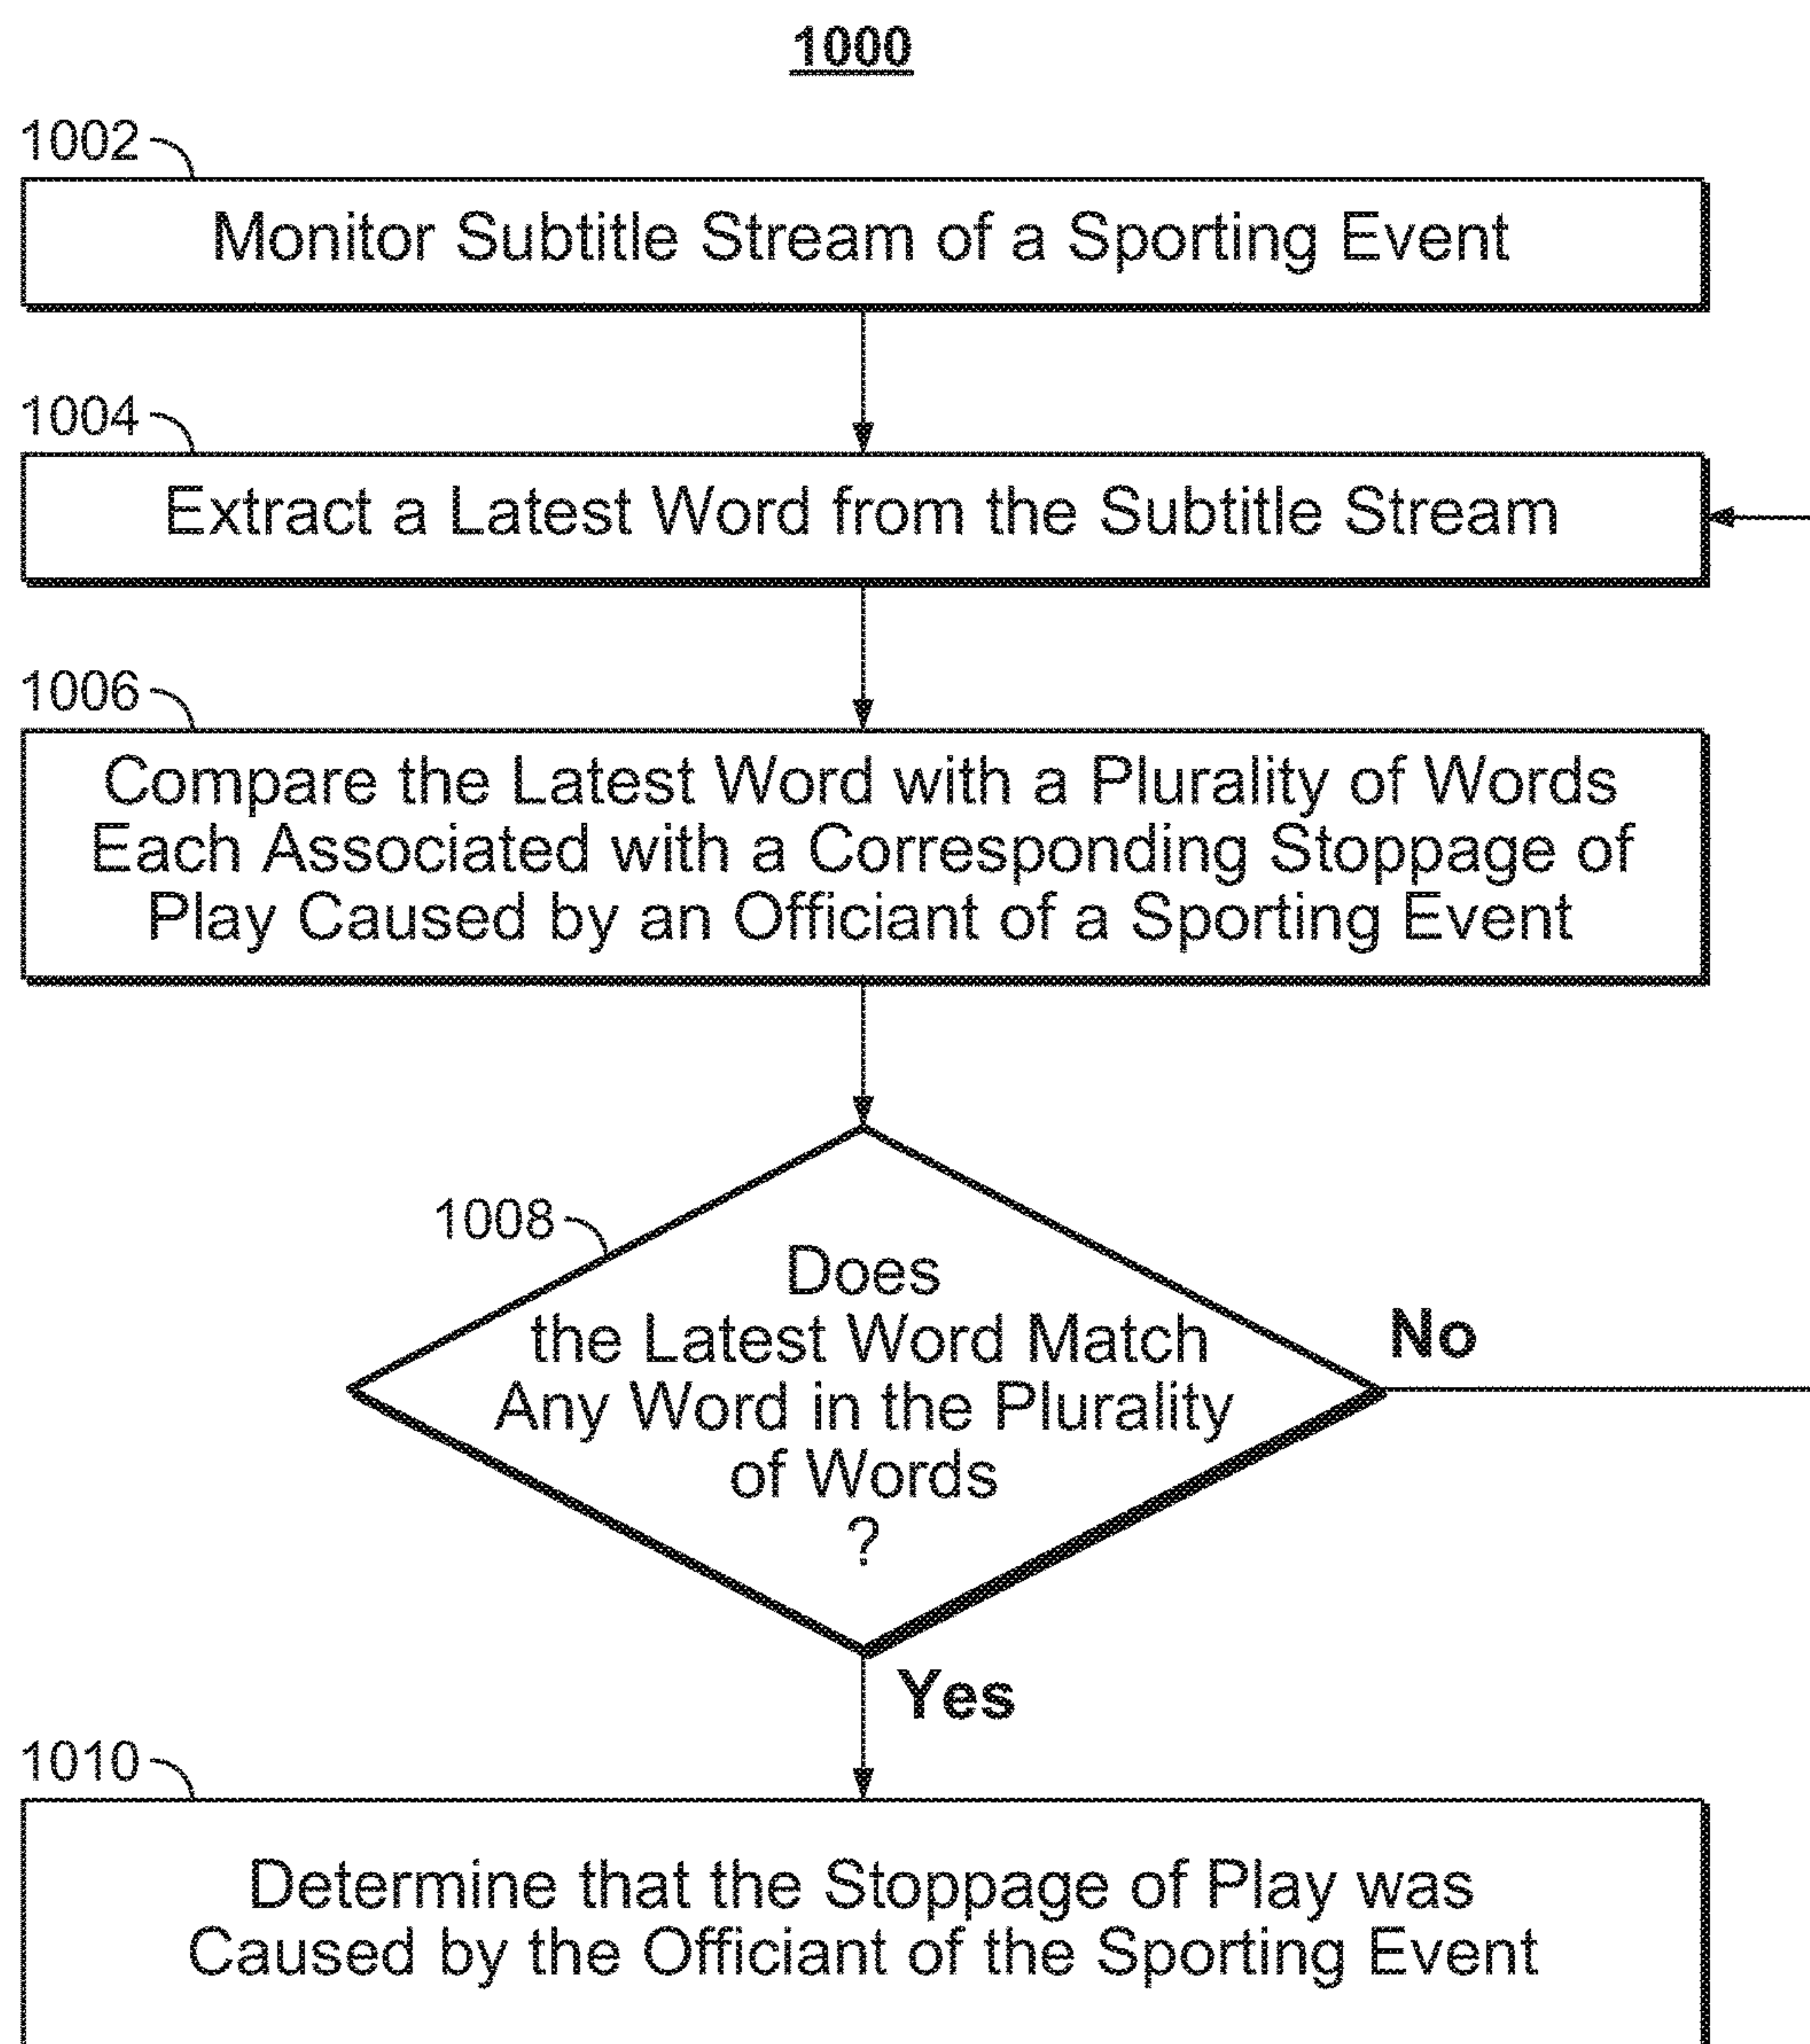 1000
1002
Monitor Subtitle Stream of a Sporting Event
1004
Extract a Latest Word from the Subtitle Stream
1006
Compare the Latest Word with a Plurality of Words
Each Associated with a Corresponding Stoppage of
Play Caused by an Officiant of a Sporting Event
1008
Does
the Latest Word Match
Any Word in the Plurality
of Words
?
No
Yes
1010
Determine that the Stoppage of Play was
Caused by the Officiant of the Sporting Event